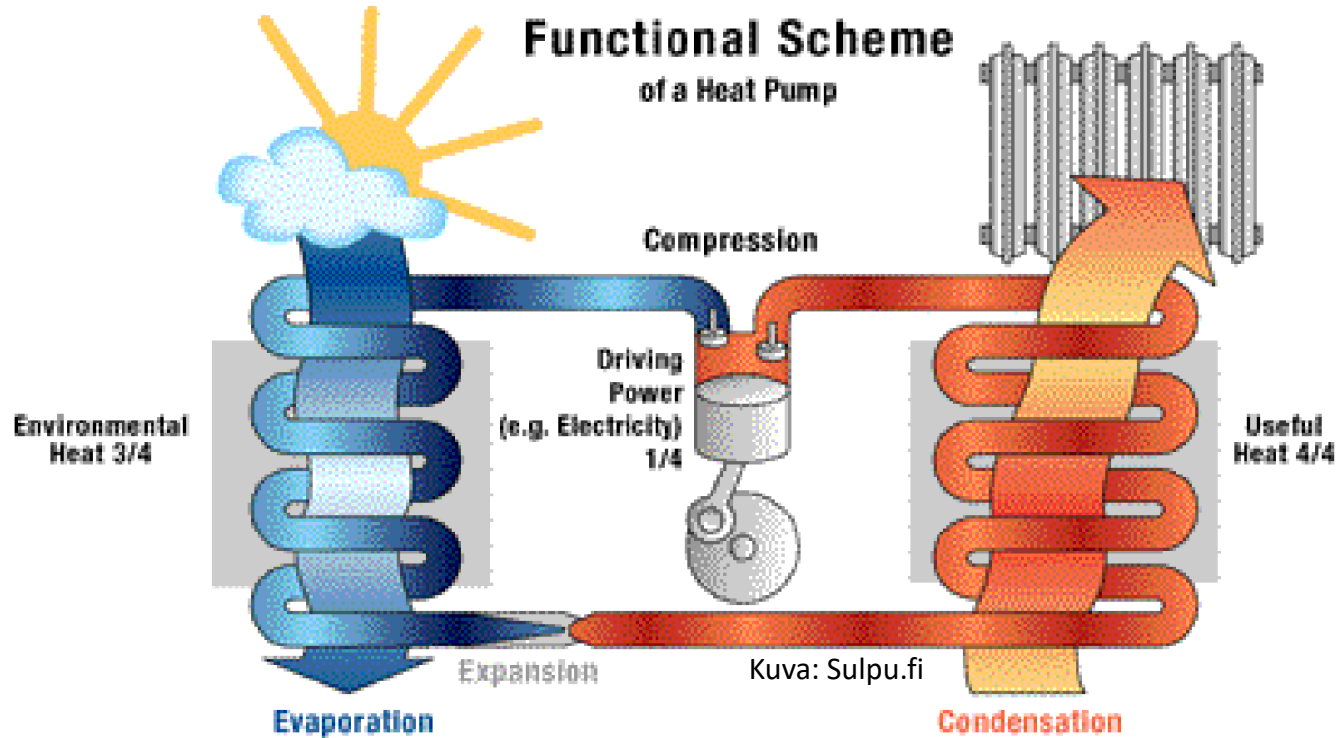 Functional Scheme
of a Heat Pump
Compression
Driving
Power
(e.g. Electricity)
1/4
Environmental
Heat 3/4
Useful
Heat 4/4
Expansion
Kuva: Sulpu.fi
Evaporation
Condensation